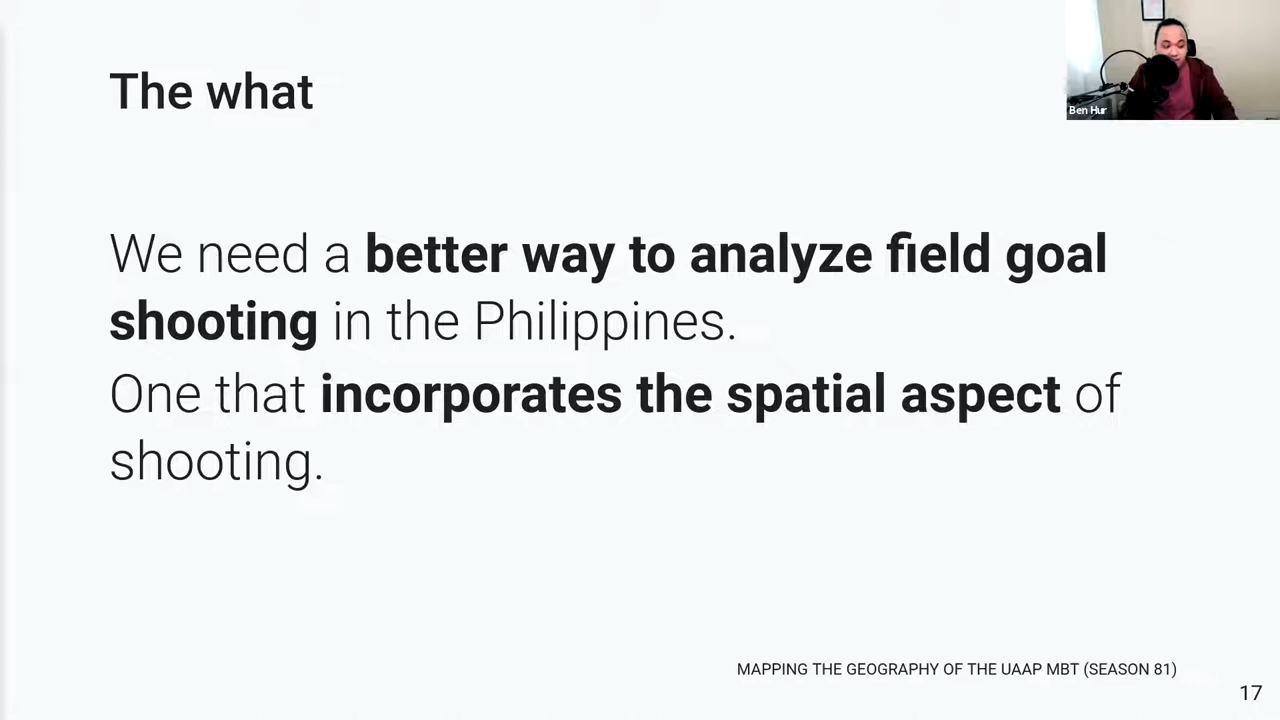 The what
Ben Hur
We need a better way to analyze field goal
shooting in the Philippines.
One that incorporates the spatial aspect of
shooting.
MAPPING THE GEOGRAPHY OF THE UAAP MBT (SEASON 81)
17